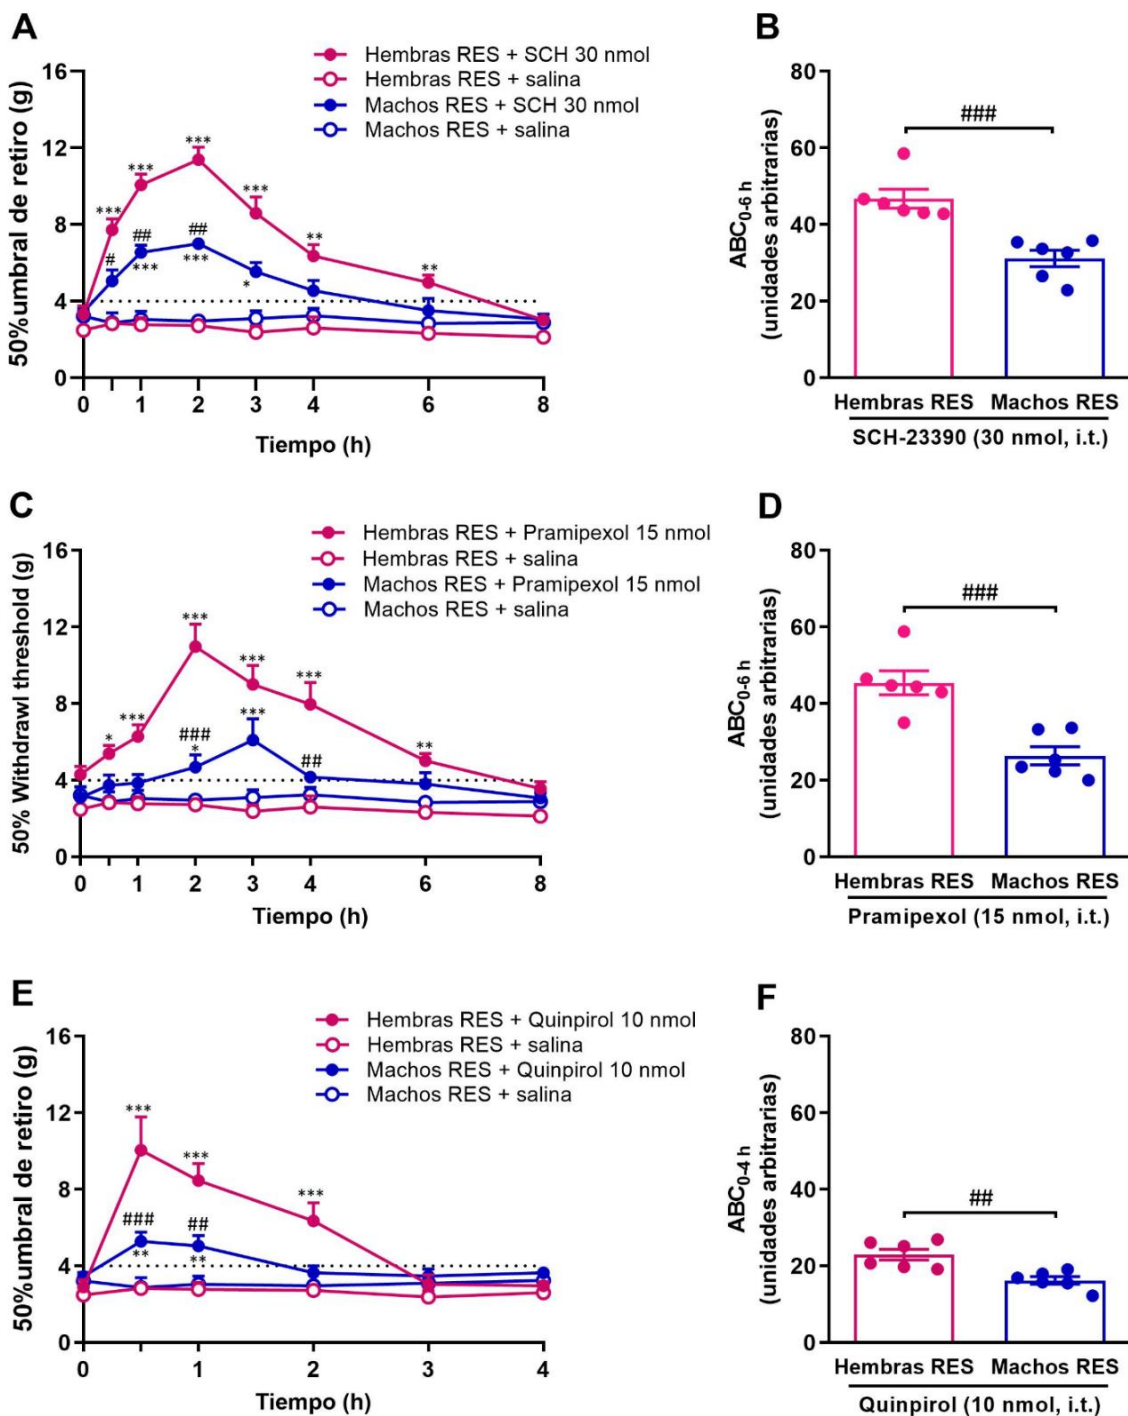 A
Hembras RES + SCH 30 nmol
Hembras RES + salina
Machos RES + SCH 30 nmol
Machos RES + salina
50%umbral de retiro (g)
16
12
8
4
0
***
***
***
***
**
**
#
##
***
##
***
*
0 1 2 3 4 6 8
Tiempo (h)
B
ABC0-6 h
(unidades arbitrarias)
80
60
40
20
0
###
Hembras RES Machos RES
SCH-23390 (30 nmol, i.t.)
C
Hembras RES + Pramipexol 15 nmol
Hembras RES + salina
Machos RES + Pramipexol 15 nmol
Machos RES + salina
50% Withdrawl threshold (g)
16
12
8
4
0
*
***
***
***
***
**
###
*
***
##
0 1 2 3 4 6 8
Tiempo (h)
D
ABC0-6 h
(unidades arbitrarias)
80
60
40
20
0
###
Hembras RES Machos RES
Pramipexol (15 nmol, i.t.)
E
Hembras RES + Quinpirol 10 nmol
Hembras RES + salina
Machos RES + Quinpirol 10 nmol
Machos RES + salina
50%umbral de retiro (g)
16
12
8
4
0
***
***
***
###
**
##
**
0 1 2 3 4
Tiempo (h)
F
ABC0-4 h
(unidades arbitrarias)
80
60
40
20
0
##
Hembras RES Machos RES
Quinpirol (10 nmol, i.t.)